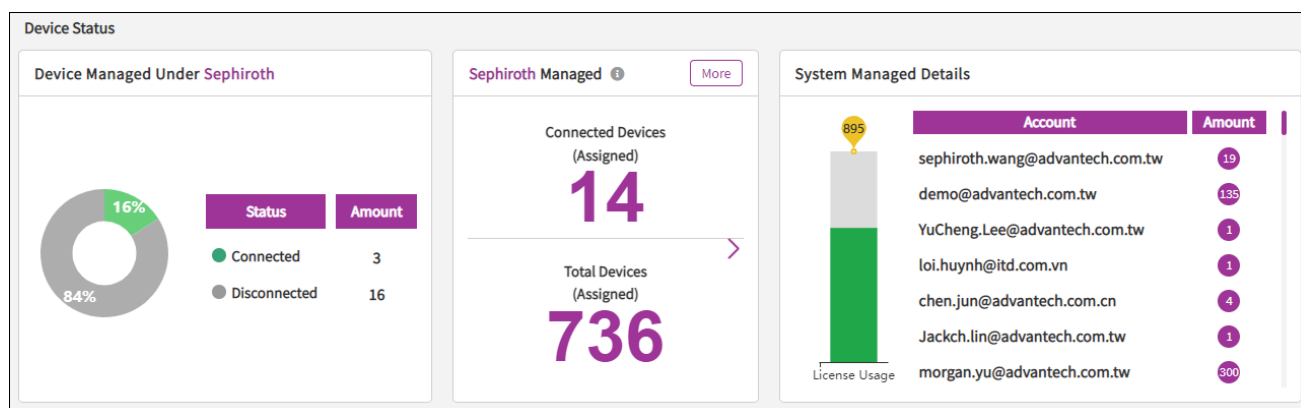 Device Status
Device Managed Under Sephiroth
16%
84%
Status Amount
Connected 3
Disconnected 16
Sephiroth Managed i More
Connected Devices
(Assigned)
14
Total Devices
(Assigned)
736
System Managed Details
895
License Usage
Account Amount
sephiroth.wang@advantech.com.tw 19
demo@advantech.com.tw 135
YuCheng.Lee@advantech.com.tw 1
loi.huynh@itd.com.vn 1
chen.jun@advantech.com.cn 4
Jackch.lin@advantech.com.tw 1
morgan.yu@advantech.com.tw 300